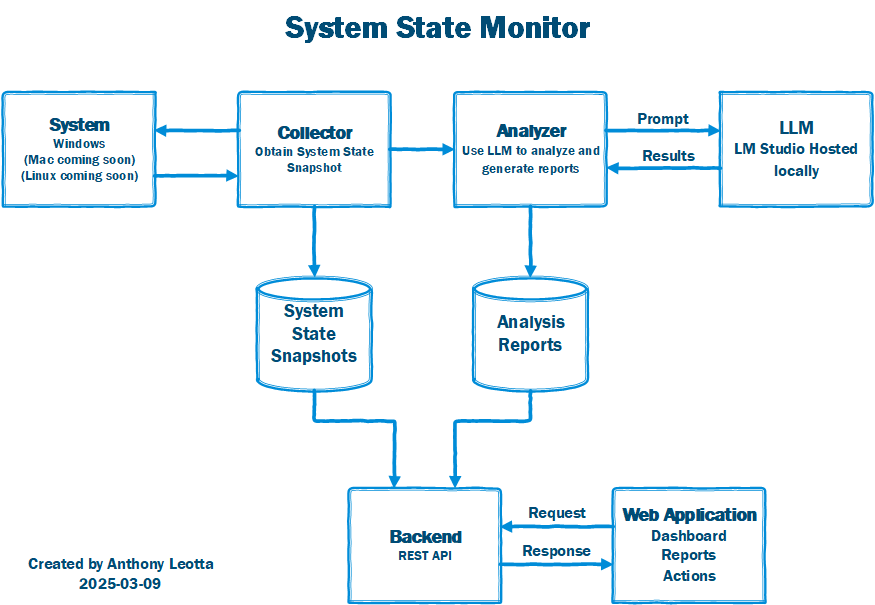 System State Monitor
System
Windows
(Mac coming soon)
(Linux coming soon)
Collector
Obtain System State
Snapshot
Analyzer
Use LLM to analyze and
generate reports
Prompt
Results
LLM
LM Studio Hosted
locally
System
State
Snapshots
Analysis
Reports
Backend
REST API
Request
Response
Web Application
Dashboard
Reports
Actions
Created by Anthony Leotta
2025-03-09